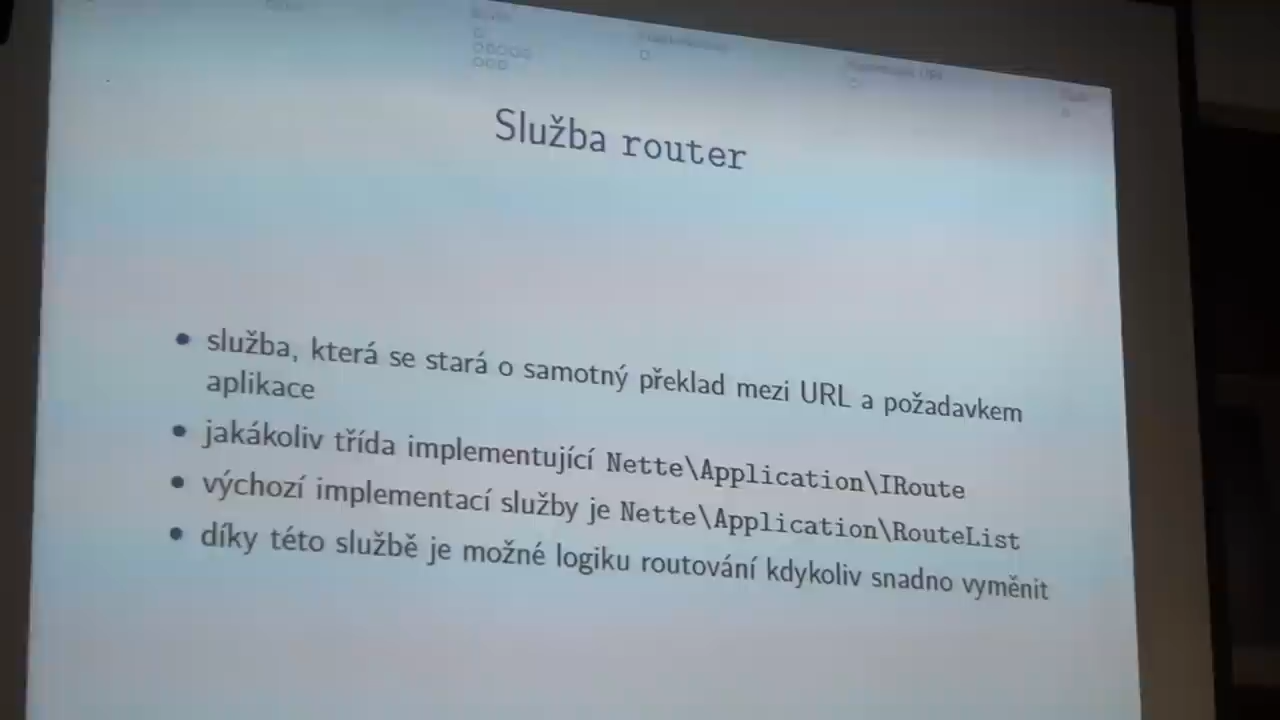 Služba router
služba, která se stará o samotný překlad mezi URL a požadavkem
aplikace
jakákoliv třída implementující Nette\Application\IRoute
výchozí implementací služby je Nette\Application\RouteList
díky této službě je možné logiku routování kdykoliv snadno vyměnit